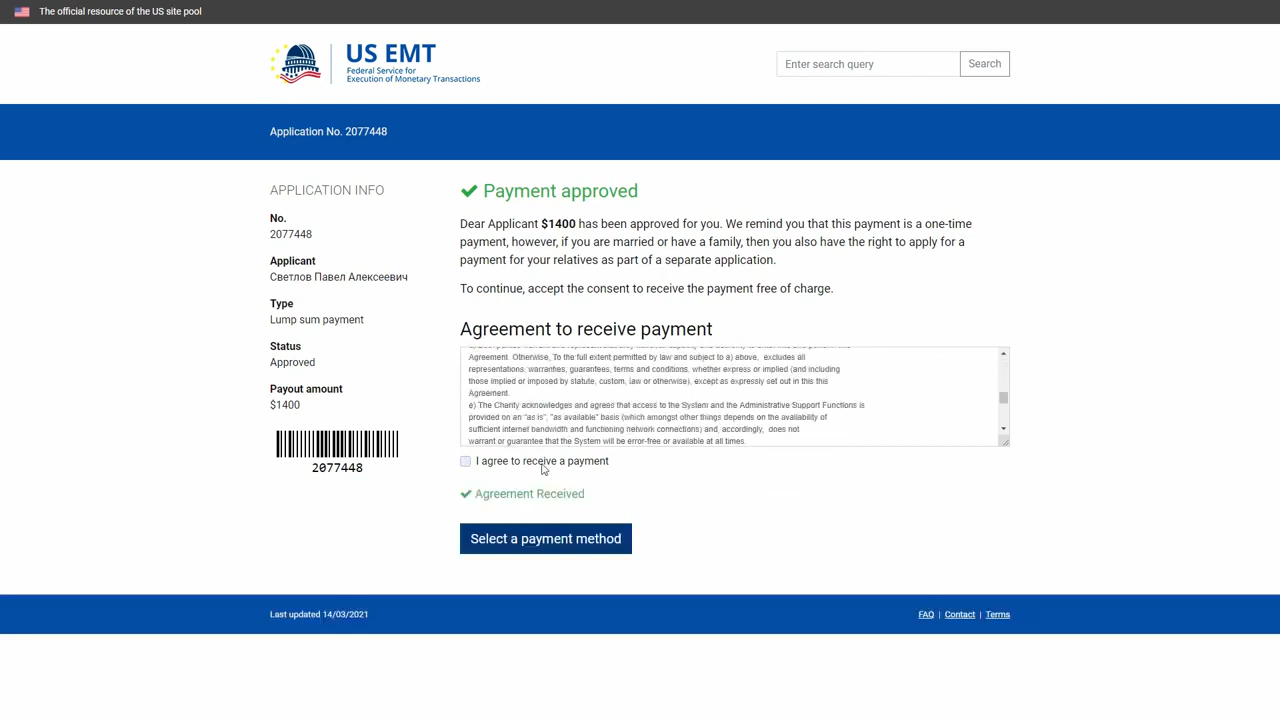 The official resource of the US site pool
US EMT
Federal Service for
Execution of Monetary Transactions
Enter search query
Search
Application No. 2077448
APPLICATION INFO
No.
2077448
Applicant
Светлов Павел Алексеевич
Type
Lump sum payment
Status
Approved
Payout amount
$1400
2077448
Payment approved
Dear Applicant $1400 has been approved for you. We remind you that this payment is a one-time
payment, however, if you are married or have a family, then you also have the right to apply for a
payment for your relatives as part of a separate application.
To continue, accept the consent to receive the payment free of charge.
Agreement to receive payment
Agreement. Otherwise, To the full extent permitted by law and subject to a) above, excludes all
representations, warranties, guarantees, terms and conditions, whether express or implied (and including
those implied or imposed by statute, custom, law or otherwise), except as expressly set out in this this
Agreement.
e) The Charity acknowledges and agrees that access to the System and the Administrative Support Functions is
provided on an "as is", "as available" basis (which amongst other things depends on the availability of
sufficient internet bandwidth and functioning network connections) and, accordingly, does not
warrant or guarantee that the System will be error-free or available at all times.
I agree to receive a payment
Agreement Received
Select a payment method
Last updated 14/03/2021
FAQ | Contact | Terms